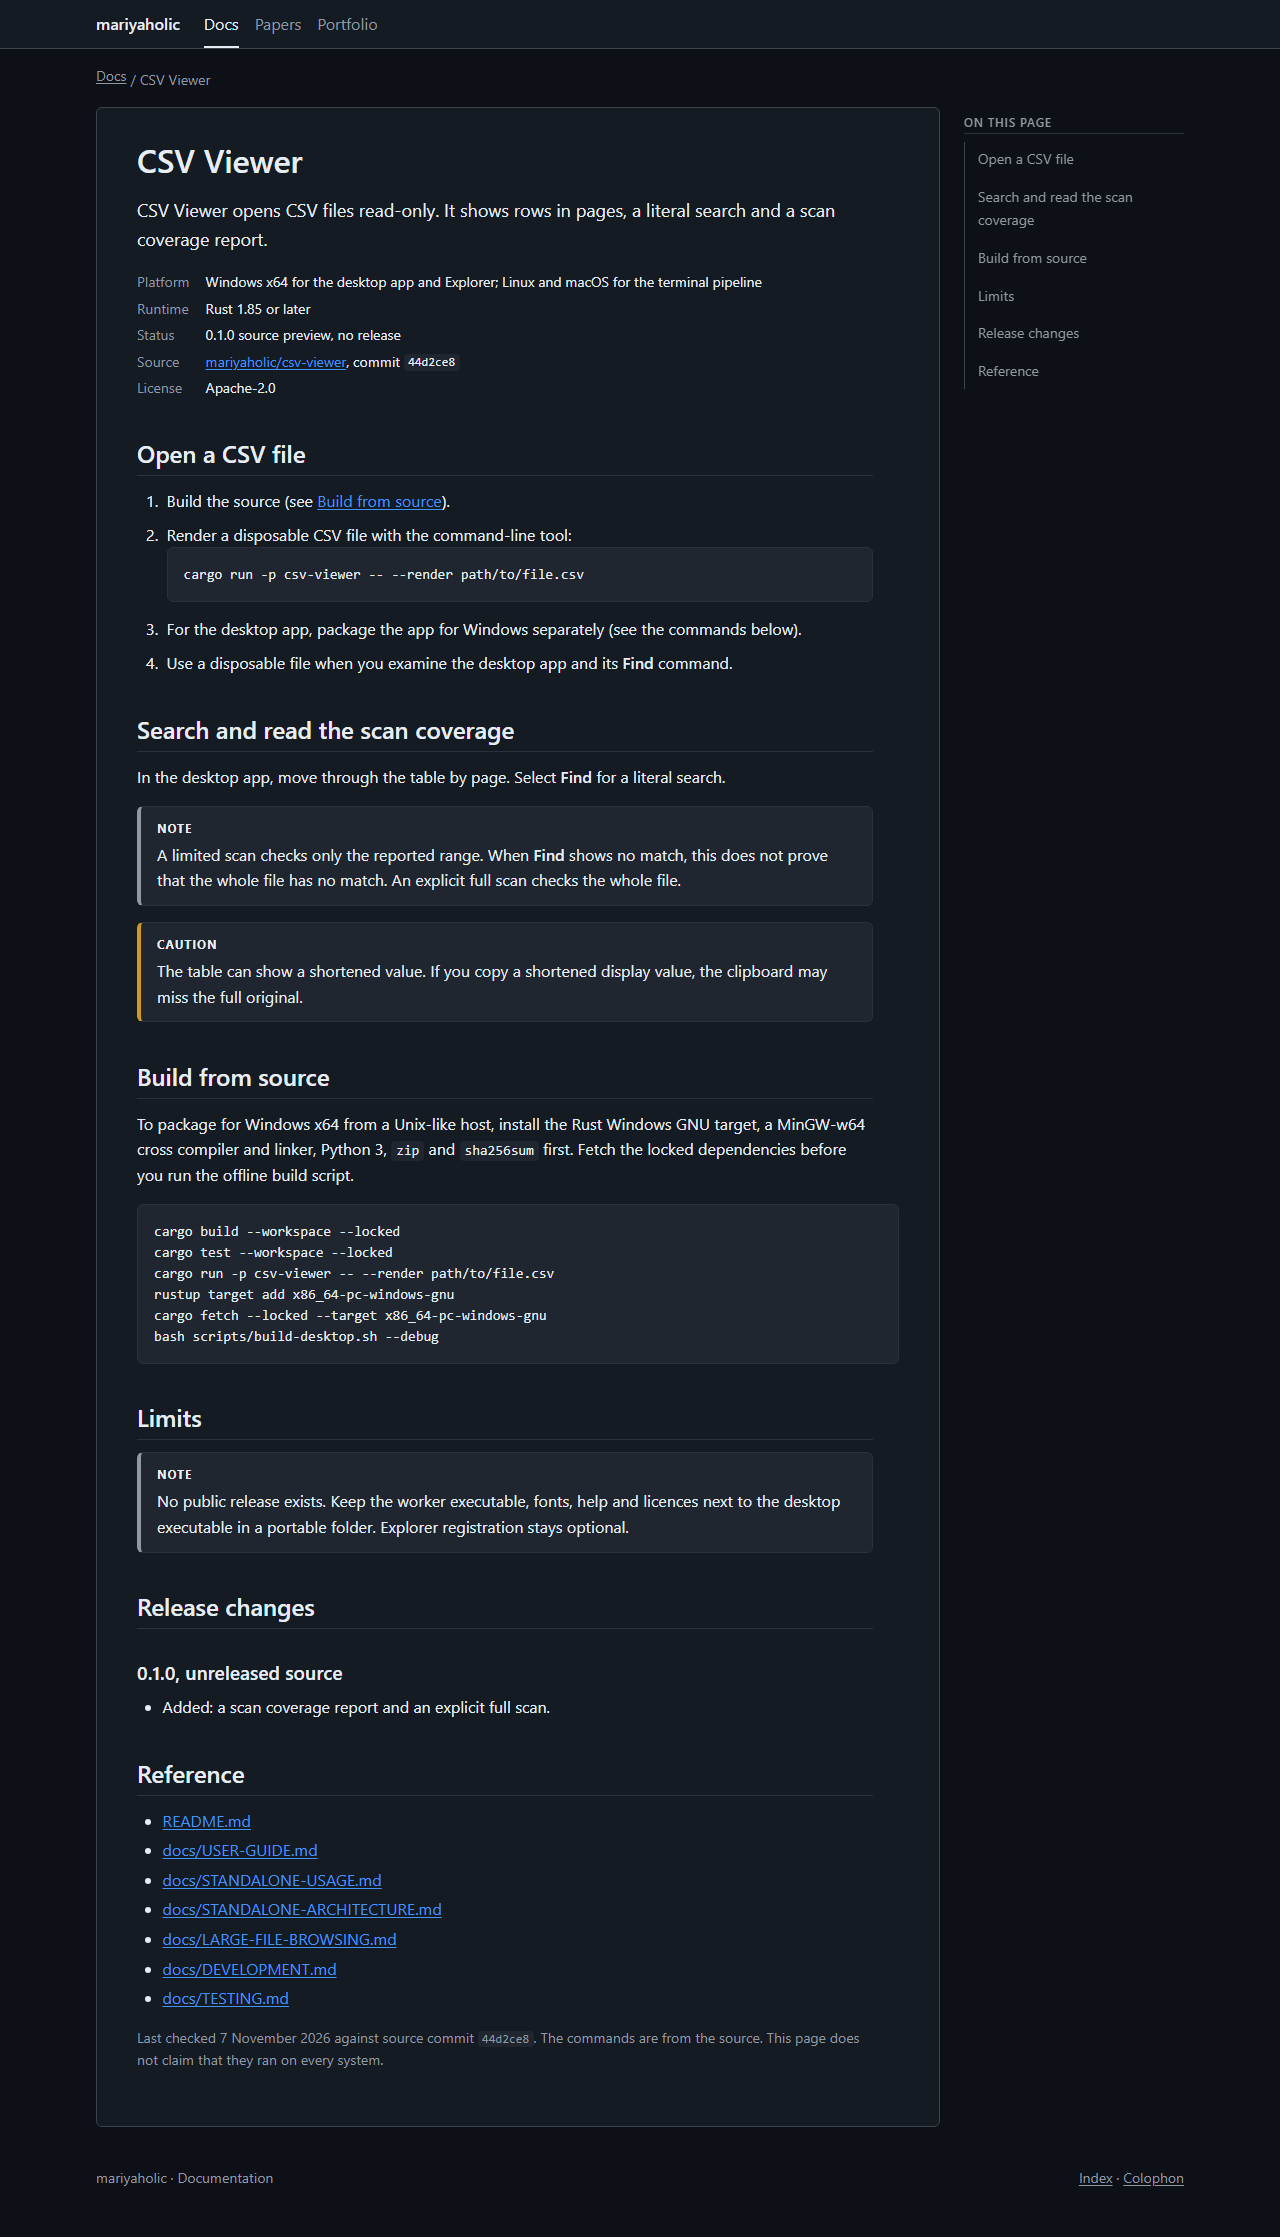 mariyaholic Docs Papers Portfolio
Docs / CSV Viewer
CSV Viewer
CSV Viewer opens CSV files read-only. It shows rows in pages, a literal search and a scan
coverage report.
Platform Windows x64 for the desktop app and Explorer; Linux and macOS for the terminal pipeline
Runtime Rust 1.85 or later
Status 0.1.0 source preview, no release
Source mariyaholic/csv-viewer, commit 44d2ce8
License Apache-2.0
Open a CSV file
1. Build the source (see Build from source).
2. Render a disposable CSV file with the command-line tool:
cargo run -p csv-viewer -- --render path/to/file.csv
3. For the desktop app, package the app for Windows separately (see the commands below).
4. Use a disposable file when you examine the desktop app and its Find command.
Search and read the scan coverage
In the desktop app, move through the table by page. Select Find for a literal search.
NOTE
A limited scan checks only the reported range. When Find shows no match, this does not prove
that the whole file has no match. An explicit full scan checks the whole file.
CAUTION
The table can show a shortened value. If you copy a shortened display value, the clipboard may
miss the full original.
Build from source
To package for Windows x64 from a Unix-like host, install the Rust Windows GNU target, a MinGW-w64
cross compiler and linker, Python 3, zip and sha256sum first. Fetch the locked dependencies before
you run the offline build script.
cargo build --workspace --locked
cargo test --workspace --locked
cargo run -p csv-viewer -- --render path/to/file.csv
rustup target add x86_64-pc-windows-gnu
cargo fetch --locked --target x86_64-pc-windows-gnu
bash scripts/build-desktop.sh --debug
Limits
NOTE
No public release exists. Keep the worker executable, fonts, help and licences next to the desktop
executable in a portable folder. Explorer registration stays optional.
Release changes
0.1.0, unreleased source
• Added: a scan coverage report and an explicit full scan.
Reference
• README.md
• docs/USER-GUIDE.md
• docs/STANDALONE-USAGE.md
• docs/STANDALONE-ARCHITECTURE.md
• docs/LARGE-FILE-BROWSING.md
• docs/DEVELOPMENT.md
• docs/TESTING.md
Last checked 7 November 2026 against source commit 44d2ce8. The commands are from the source. This page does
not claim that they ran on every system.
ON THIS PAGE
Open a CSV file
Search and read the scan
coverage
Build from source
Limits
Release changes
Reference
mariyaholic · Documentation
Index · Colophon